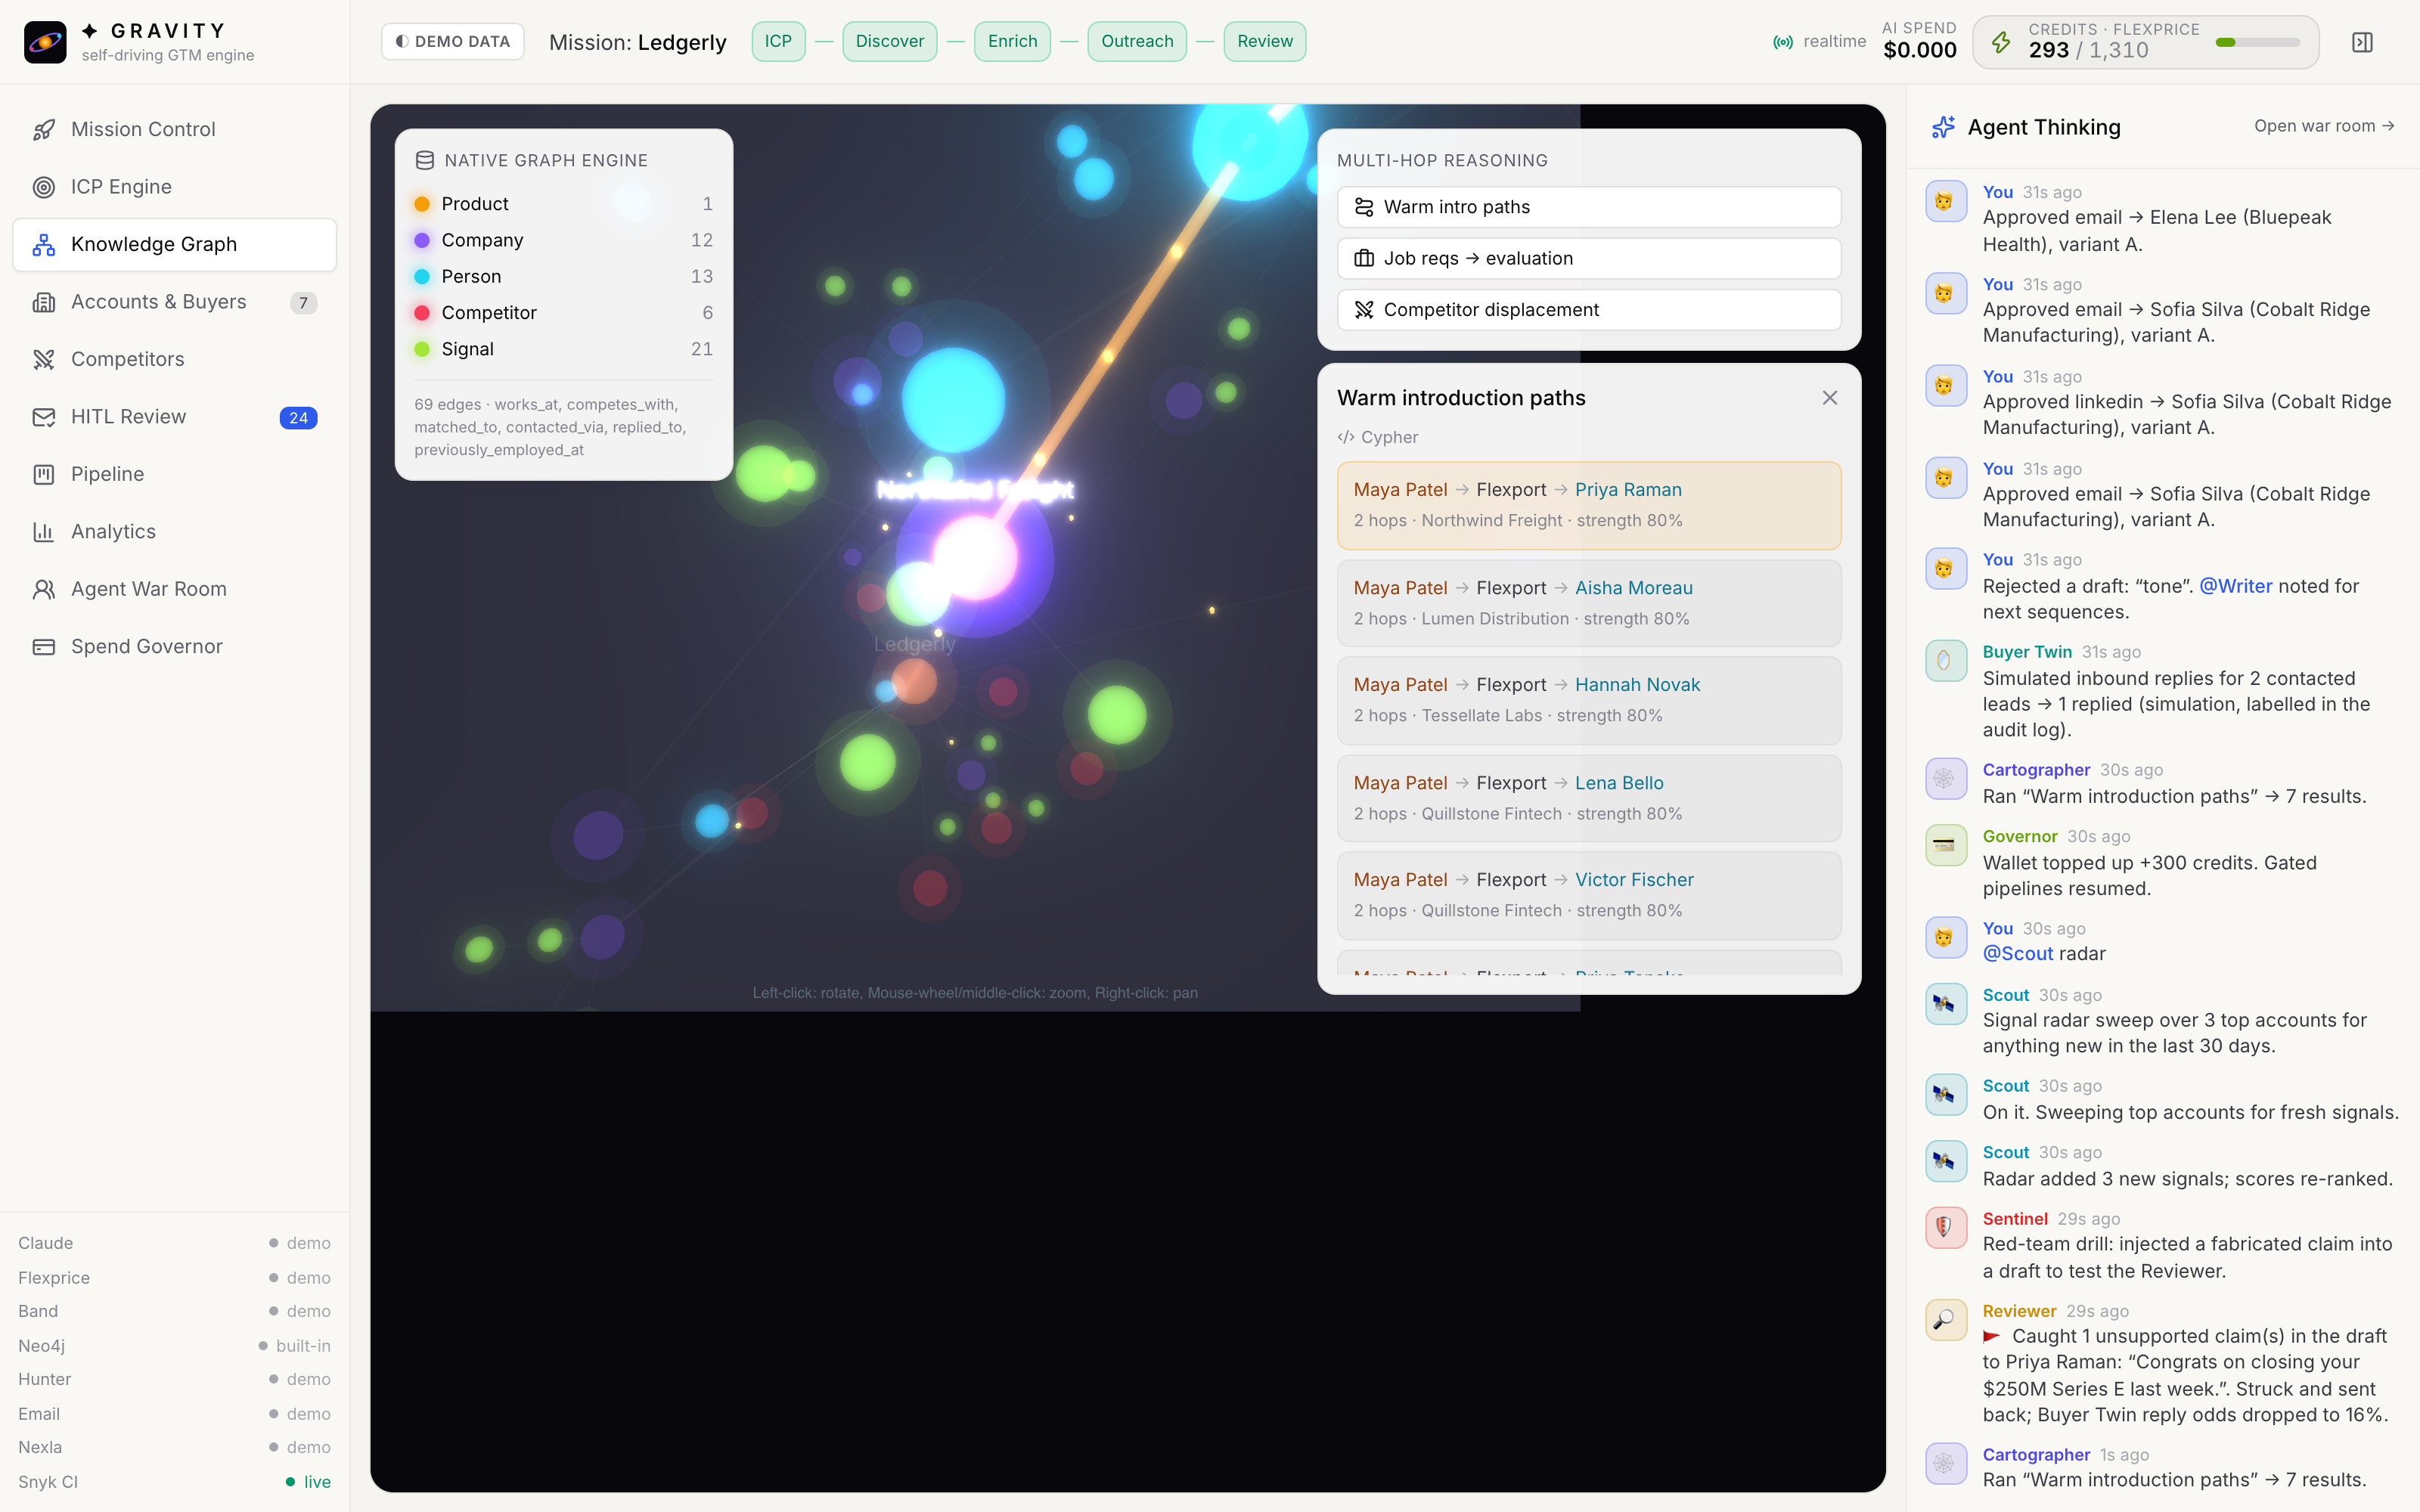 ✦ GRAVITY
self-driving GTM engine
DEMO DATA
Mission: Ledgerly
ICP — Discover — Enrich — Outreach — Review
realtime
AI SPEND
$0.000
CREDITS · FLEXPRICE
293 / 1,310
Mission Control
ICP Engine
Knowledge Graph
Accounts & Buyers 7
Competitors
HITL Review 24
Pipeline
Analytics
Agent War Room
Spend Governor
Claude demo
Flexprice demo
Band demo
Neo4j built-in
Hunter demo
Email demo
Nexla demo
Snyk CI live
NATIVE GRAPH ENGINE
Product 1
Company 12
Person 13
Competitor 6
Signal 21
69 edges · works_at, competes_with,
matched_to, contacted_via, replied_to,
previously_employed_at
Northwind Freight
Ledgerly
Left-click: rotate, Mouse-wheel/middle-click: zoom, Right-click: pan
MULTI-HOP REASONING
Warm intro paths
Job reqs → evaluation
Competitor displacement
Warm introduction paths
</> Cypher
Maya Patel → Flexport → Priya Raman
2 hops · Northwind Freight · strength 80%
Maya Patel → Flexport → Aisha Moreau
2 hops · Lumen Distribution · strength 80%
Maya Patel → Flexport → Hannah Novak
2 hops · Tessellate Labs · strength 80%
Maya Patel → Flexport → Lena Bello
2 hops · Quillstone Fintech · strength 80%
Maya Patel → Flexport → Victor Fischer
2 hops · Quillstone Fintech · strength 80%
Maya Patel → Flexport → Priya Tanaka
Agent Thinking
Open war room →
You 31s ago
Approved email → Elena Lee (Bluepeak
Health), variant A.
You 31s ago
Approved email → Sofia Silva (Cobalt Ridge
Manufacturing), variant A.
You 31s ago
Approved linkedin → Sofia Silva (Cobalt Ridge
Manufacturing), variant A.
You 31s ago
Approved email → Sofia Silva (Cobalt Ridge
Manufacturing), variant A.
You 31s ago
Rejected a draft: “tone”. @Writer noted for
next sequences.
Buyer Twin 31s ago
Simulated inbound replies for 2 contacted
leads → 1 replied (simulation, labelled in the
audit log).
Cartographer 30s ago
Ran “Warm introduction paths” → 7 results.
Governor 30s ago
Wallet topped up +300 credits. Gated
pipelines resumed.
You 30s ago
@Scout radar
Scout 30s ago
Signal radar sweep over 3 top accounts for
anything new in the last 30 days.
Scout 30s ago
On it. Sweeping top accounts for fresh signals.
Scout 30s ago
Radar added 3 new signals; scores re-ranked.
Sentinel 29s ago
Red-team drill: injected a fabricated claim into
a draft to test the Reviewer.
Reviewer 29s ago
Caught 1 unsupported claim(s) in the draft
to Priya Raman: “Congrats on closing your
$250M Series E last week.”. Struck and sent
back; Buyer Twin reply odds dropped to 16%.
Cartographer 1s ago
Ran “Warm introduction paths” → 7 results.